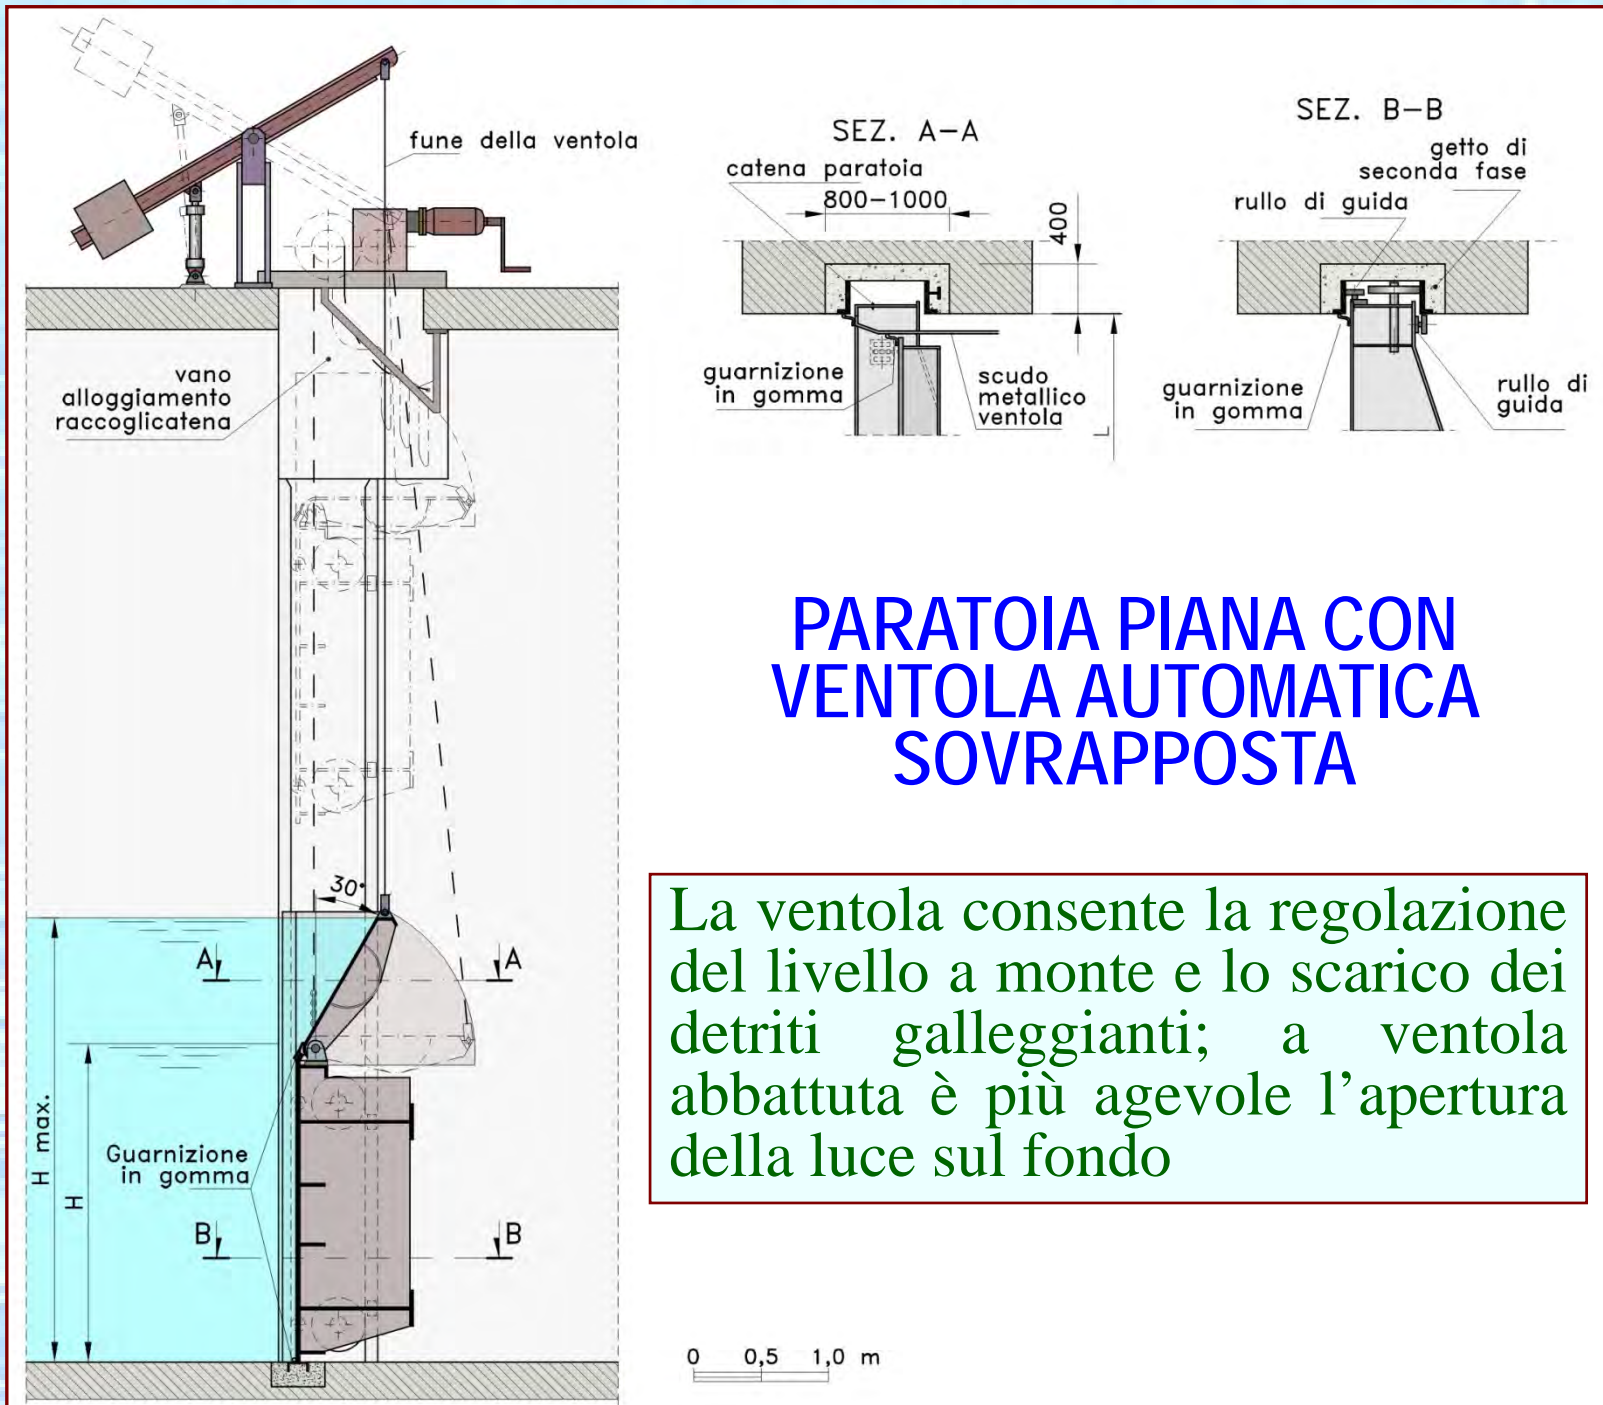 fune della ventola
vano
alloggiamento
raccoglicatena
30°
A
A
H max.
H
Guarnizione
in gomma
B
B
SEZ. A-A
catena paratoia
800-1000
400
guarnizione
in gomma
scudo
metallico
ventola
L
SEZ. B-B
getto di
seconda fase
rullo di guida
guarnizione
in gomma
rullo di
guida
PARATOIA PIANA CON
VENTOLA AUTOMATICA
SOVRAPPOSTA
La ventola consente la regolazione
del livello a monte e lo scarico dei
detriti galleggianti; a ventola
abbattuta è più agevole l’apertura
della luce sul fondo
0 0,5 1,0 m